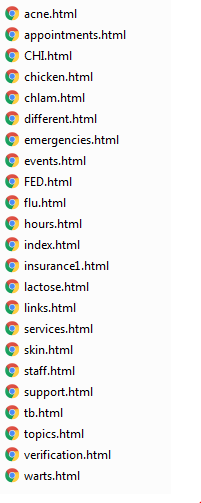 acne.html
appointments.html
CHI.html
chicken.html
chlam.html
different.html
emergencies.html
events.html
FED.html
flu.html
hours.html
index.html
insurance1.html
lactose.html
links.html
services.html
skin.html
staff.html
support.html
tb.html
topics.html
verification.html
warts.html